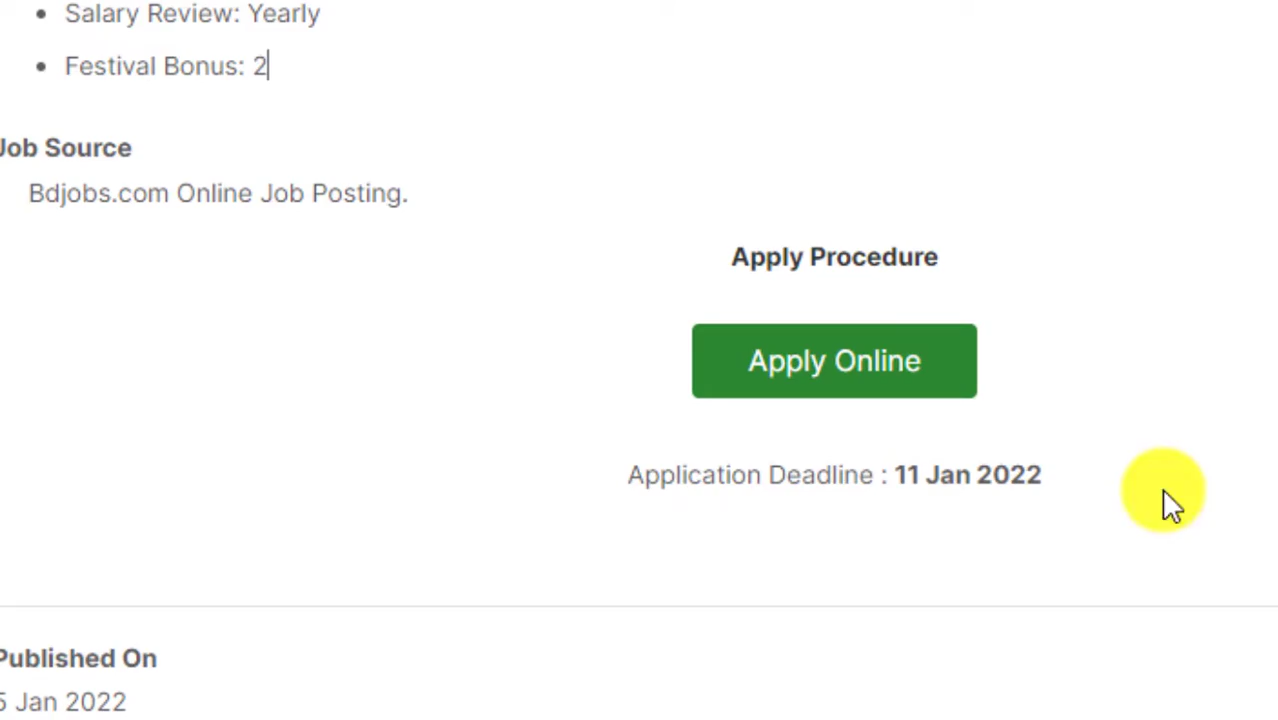 Salary Review: Yearly
Festival Bonus: 2
Job Source
Bdjobs.com Online Job Posting.
Apply Procedure
Apply Online
Application Deadline : 11 Jan 2022
Published On
5 Jan 2022